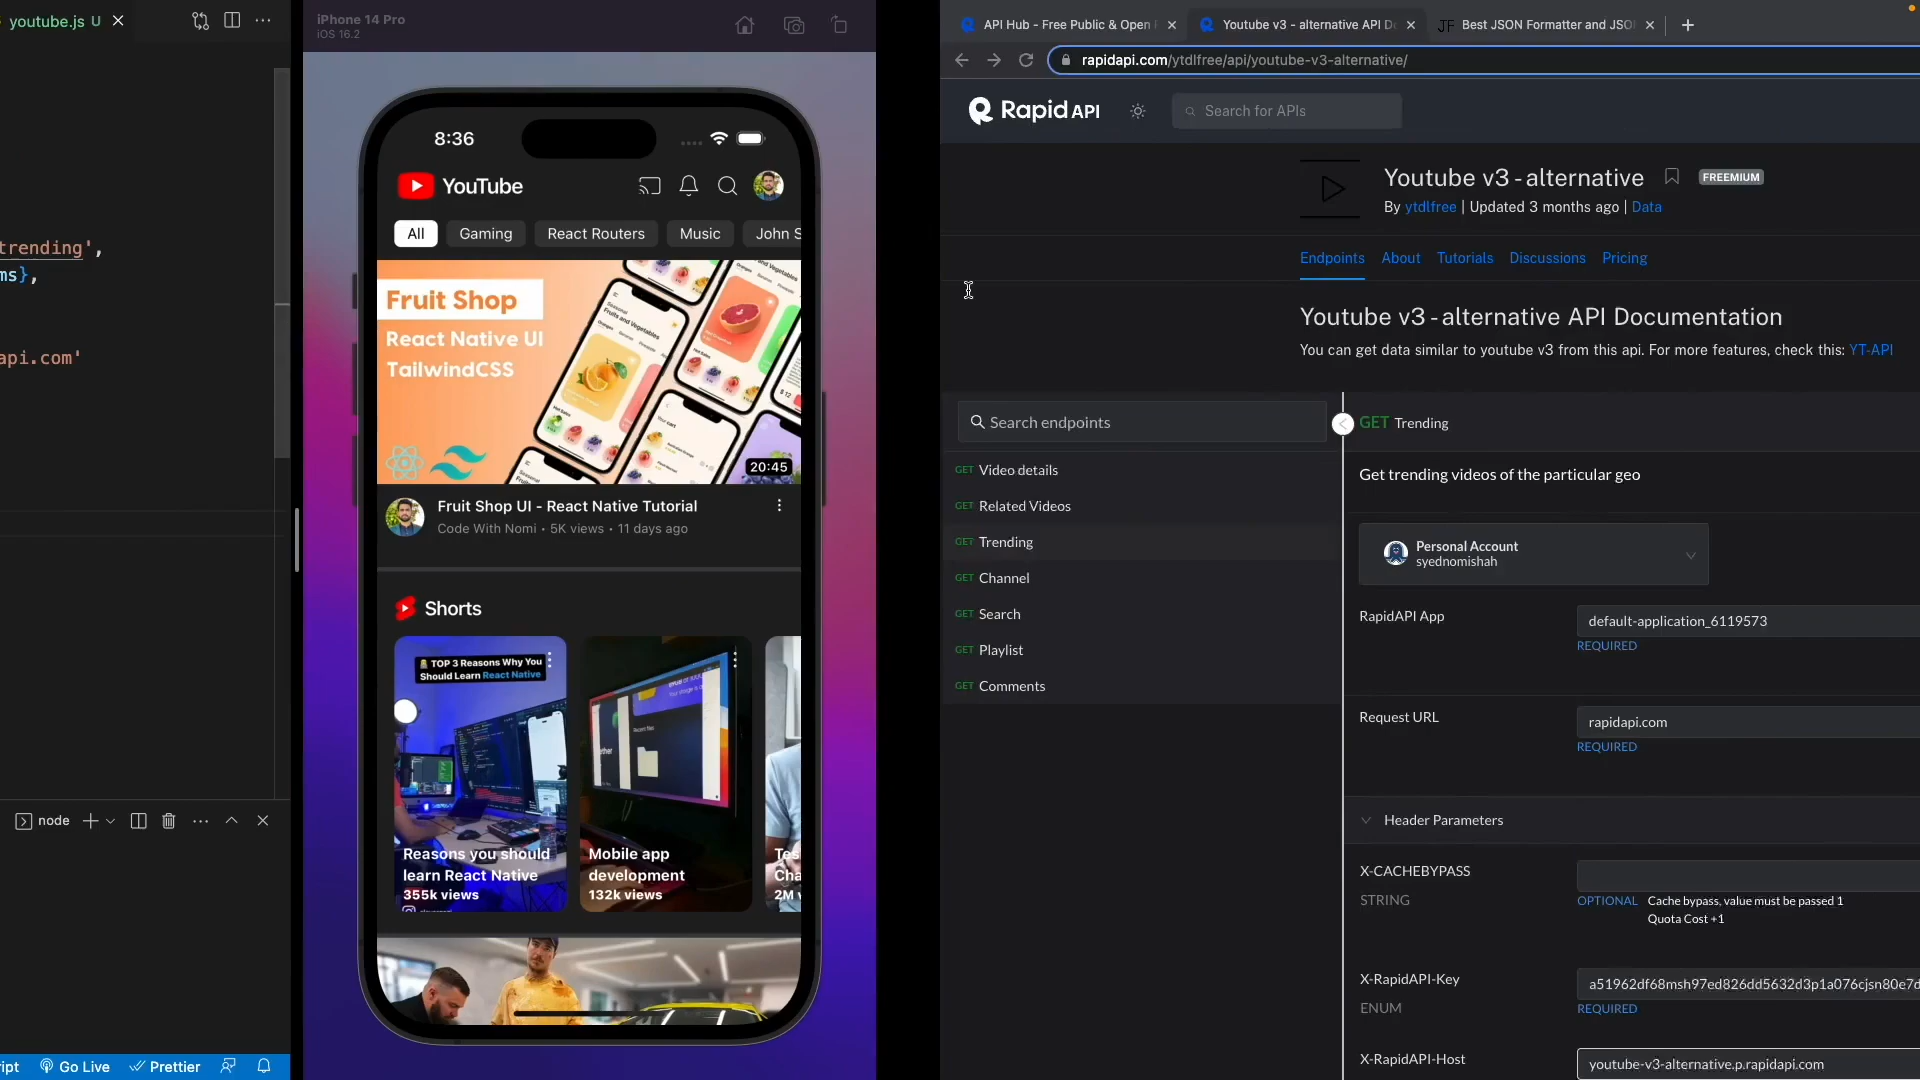 youtube.js U
trending',
ms},
api.com'
node
ipt
Go Live
Prettier
iPhone 14 Pro
iOS 16.2
8:36
YouTube
All
Gaming
React Routers
Music
John S
Fruit Shop
React Native UI
TailwindCSS
20:45
Fruit Shop UI - React Native Tutorial
Code With Nomi • 5K views • 11 days ago
Shorts
TOP 3 Reasons Why You
Should Learn React Native
Reasons you should
learn React Native
355k views
Mobile app
development
132k views
Tes
Cha
2M v
API Hub - Free Public & Open
Youtube v3 - alternative API Do
Best JSON Formatter and JSO
rapidapi.com/ytdlfree/api/youtube-v3-alternative/
Rapid API
Search for APIs
Youtube v3 - alternative
FREEMIUM
By ytdlfree | Updated 3 months ago | Data
Endpoints
About
Tutorials
Discussions
Pricing
Youtube v3 - alternative API Documentation
You can get data similar to youtube v3 from this api. For more features, check this: YT-API
Search endpoints
GET Video details
GET Related Videos
GET Trending
GET Channel
GET Search
GET Playlist
GET Comments
GET Trending
Get trending videos of the particular geo
Personal Account
syednomishah
RapidAPI App
default-application_6119573
REQUIRED
Request URL
rapidapi.com
REQUIRED
Header Parameters
X-CACHEBYPASS
STRING
OPTIONAL
Cache bypass, value must be passed 1
Quota Cost +1
X-RapidAPI-Key
ENUM
a51962df68msh97ed826dd5632d3p1a076cjsn80e7d
REQUIRED
X-RapidAPI-Host
youtube-v3-alternative.p.rapidapi.com